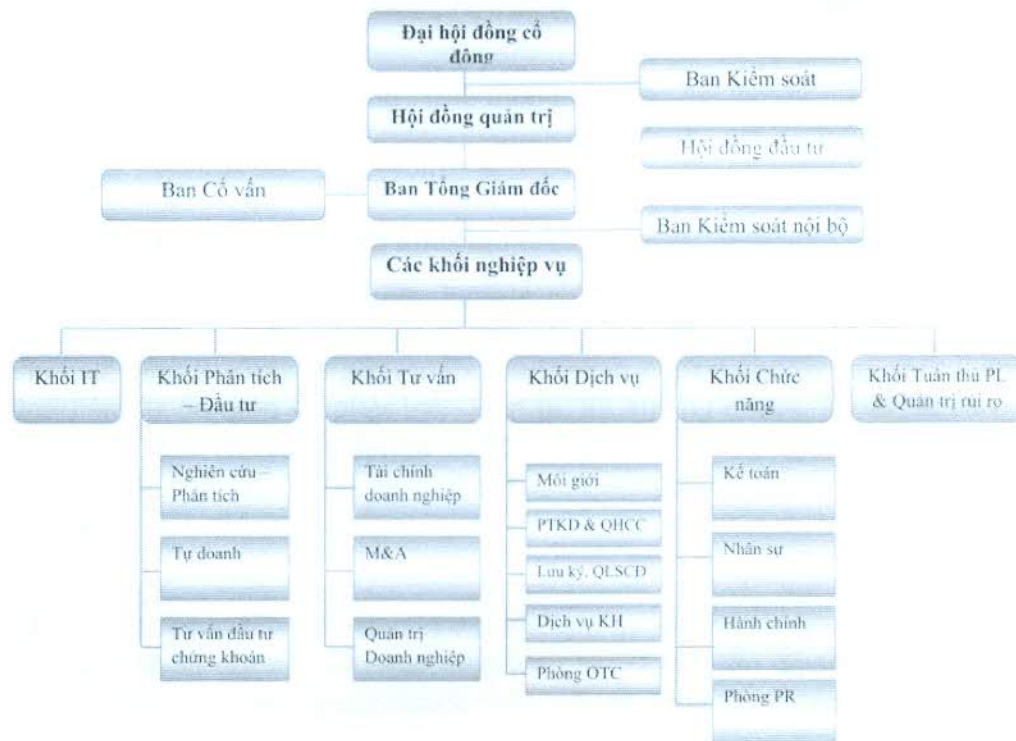 Đại hội đồng cổ
đông
Ban Kiểm soát
Hội đồng quản trị
Hội đồng đầu tư
Ban Cố vấn
Ban Tổng Giám đốc
Ban Kiểm soát nội bộ
Các khối nghiệp vụ
Khối IT
Khối Phân tích
– Đầu tư
Khối Tư vấn
Khối Dịch vụ
Khối Chức
năng
Khối Tuân thủ PL
& Quản trị rủi ro
Nghiên cứu –
Phân tích
Tự doanh
Tư vấn đầu tư
chứng khoán
Tài chính
doanh nghiệp
M&A
Quản trị
Doanh nghiệp
Môi giới
PTKD & QHCC
Lưu ký, QLSCĐ
Dịch vụ KH
Phòng OTC
Kế toán
Nhân sự
Hành chính
Phòng PR